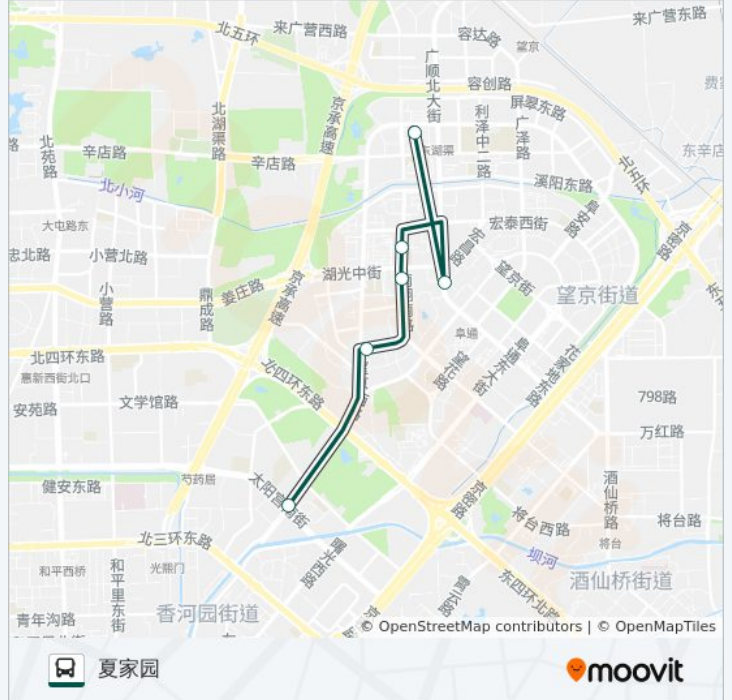 来广营西路
来广营东路
北五环
容达路
望京
广顺北大街
容创路
屏翠东路
京承高速
北湖渠路
利泽中二路
广泽路
北苑路
辛店路
辛店路
东湖渠
北五环
北小河
溧阳东路
阜安路
大屯路东
宏泰西街
京密路
忠北路
小营北路
宏昌路
湖光中街
望京街
望京街道
京承高速
姜庄路
小营路
鼎成路
阜通
阜通东大街
花家地东路
北四环东路
望花路
惠新西街北口
北四环东路
安苑路
文学馆路
798路
万红路
芍药居
太阳宫
街
健安东路
京密路
酒仙桥路
将台西路
将台路
将台
北三环东路
曙光西路
坝河
和平西桥
光熙门
和平里东街
酒仙桥街道
东四环北路
香河园街道
青年沟路
© OpenStreetMap contributors | © OpenMapTiles
夏家园
moovit